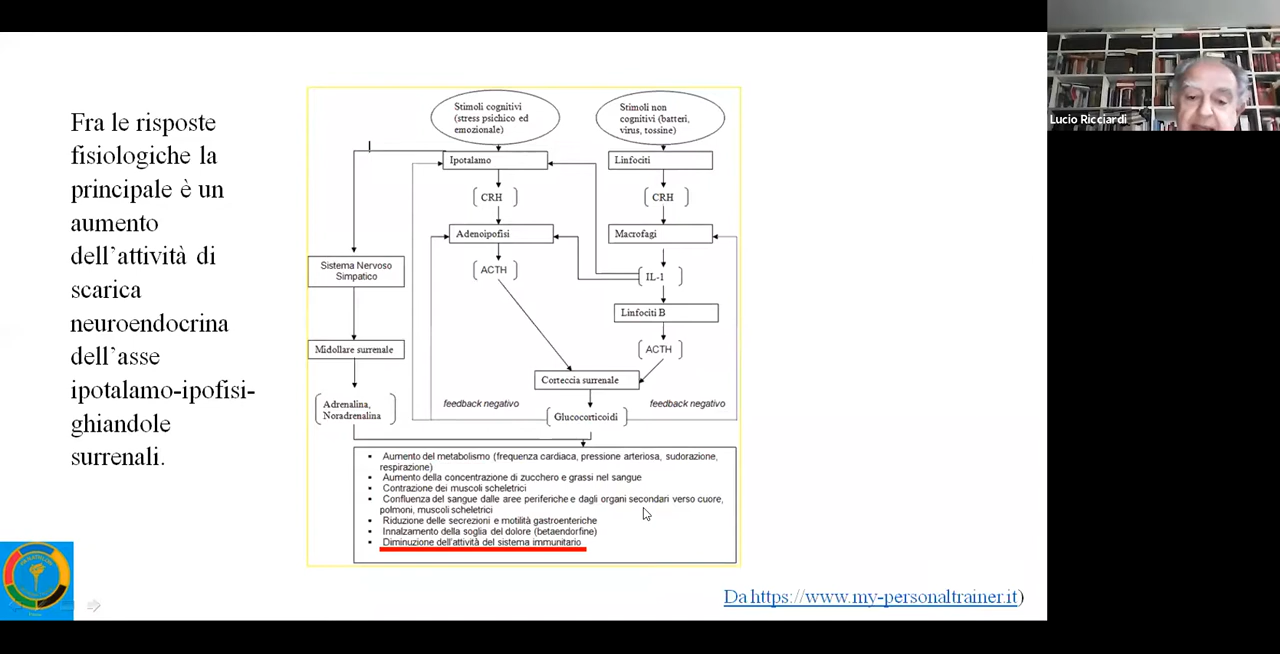 Fra le risposte
fisiologiche la
principale è un
aumento
dell'attività di
scarica
neuroendocrina
dell'asse
ipotalamo-ipofisi-
ghiandole
surrenali.
Stimoli cognitivi
(stress psichico ed
emozionale)
Stimoli non
cognitivi (batteri,
virus, tossine)
Ipotalamo
Linfociti
CRH
CRH
Adenoipofisi
Macrofagi
Sistema Nervoso
Simpatico
ACTH
IL-1
Linfociti B
Midollare surrenale
ACTH
Corteccia surrenale
Adrenalina,
Noradrenalina
feedback negativo
feedback negativo
Glucocorticoidi
• Aumento del metabolismo (frequenza cardiaca, pressione arteriosa, sudorazione,
respirazione)
• Aumento della concentrazione di zucchero e grassi nel sangue
• Contrazione dei muscoli scheletrici
• Confluenza del sangue dalle aree periferiche e dagli organi secondari verso cuore,
polmoni, muscoli scheletrici
• Riduzione delle secrezioni e motilità gastroenteriche
• Innalzamento della soglia del dolore (betaendorfine)
• Diminuzione dell'attività del sistema immunitario
Da https://www.my-personaltrainer.it)
Lucio Ricciardi